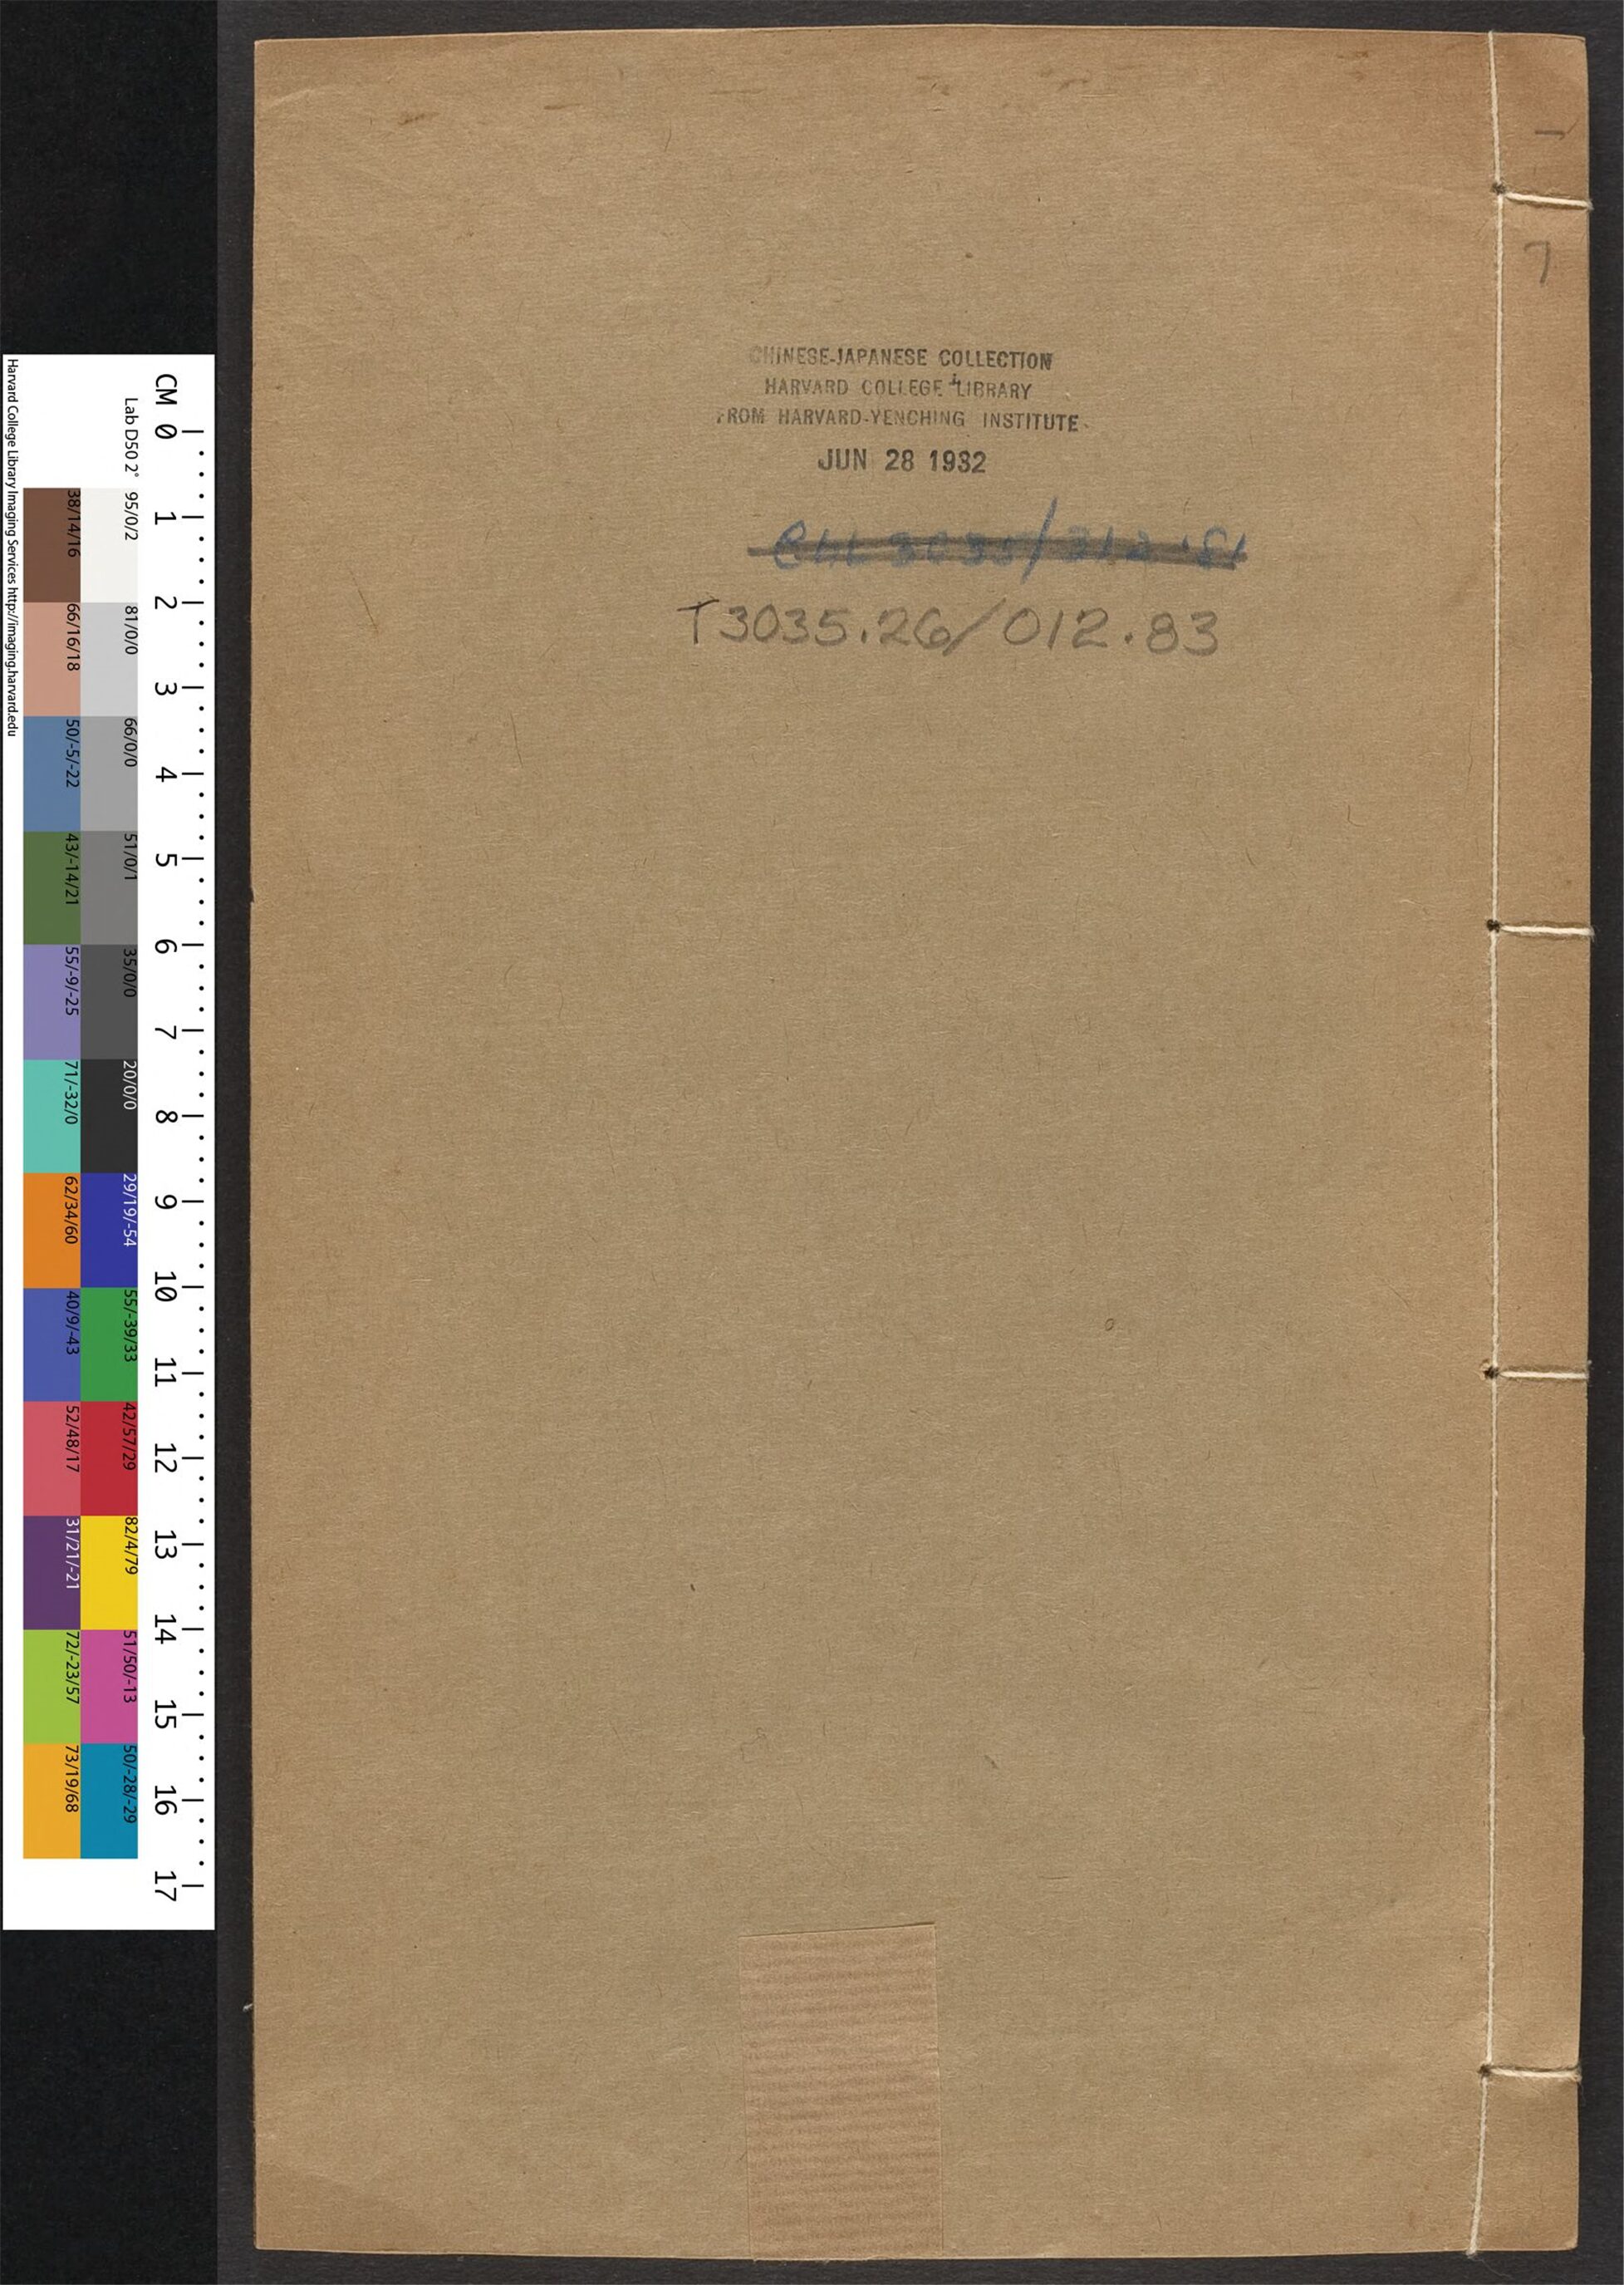 CHINESE-JAPANESE COLLECTION
HARVARD COLLEGE LIBRARY
FROM HARVARD-YENCHING INSTITUTE
JUN 28 1932
T3035.26/012.83
7
Harvard College Library Imaging Services http://imaging.harvard.edu
Lab D50 2°
CM 0 1 2 3 4 5 6 7 8 9 10 11 12 13 14 15 16 17
95/0/2 81/0/0 66/0/0 51/0/1 35/0/0 20/0/0 29/19/-54 55/-39/33 42/57/29 82/4/79 51/50/-13 50/-28/-29
38/14/16 66/16/18 50/-5/-22 43/-14/21 55/-9/-25 71/-32/0 62/34/60 40/9/-43 52/48/17 31/21/-21 72/-23/57 73/19/68